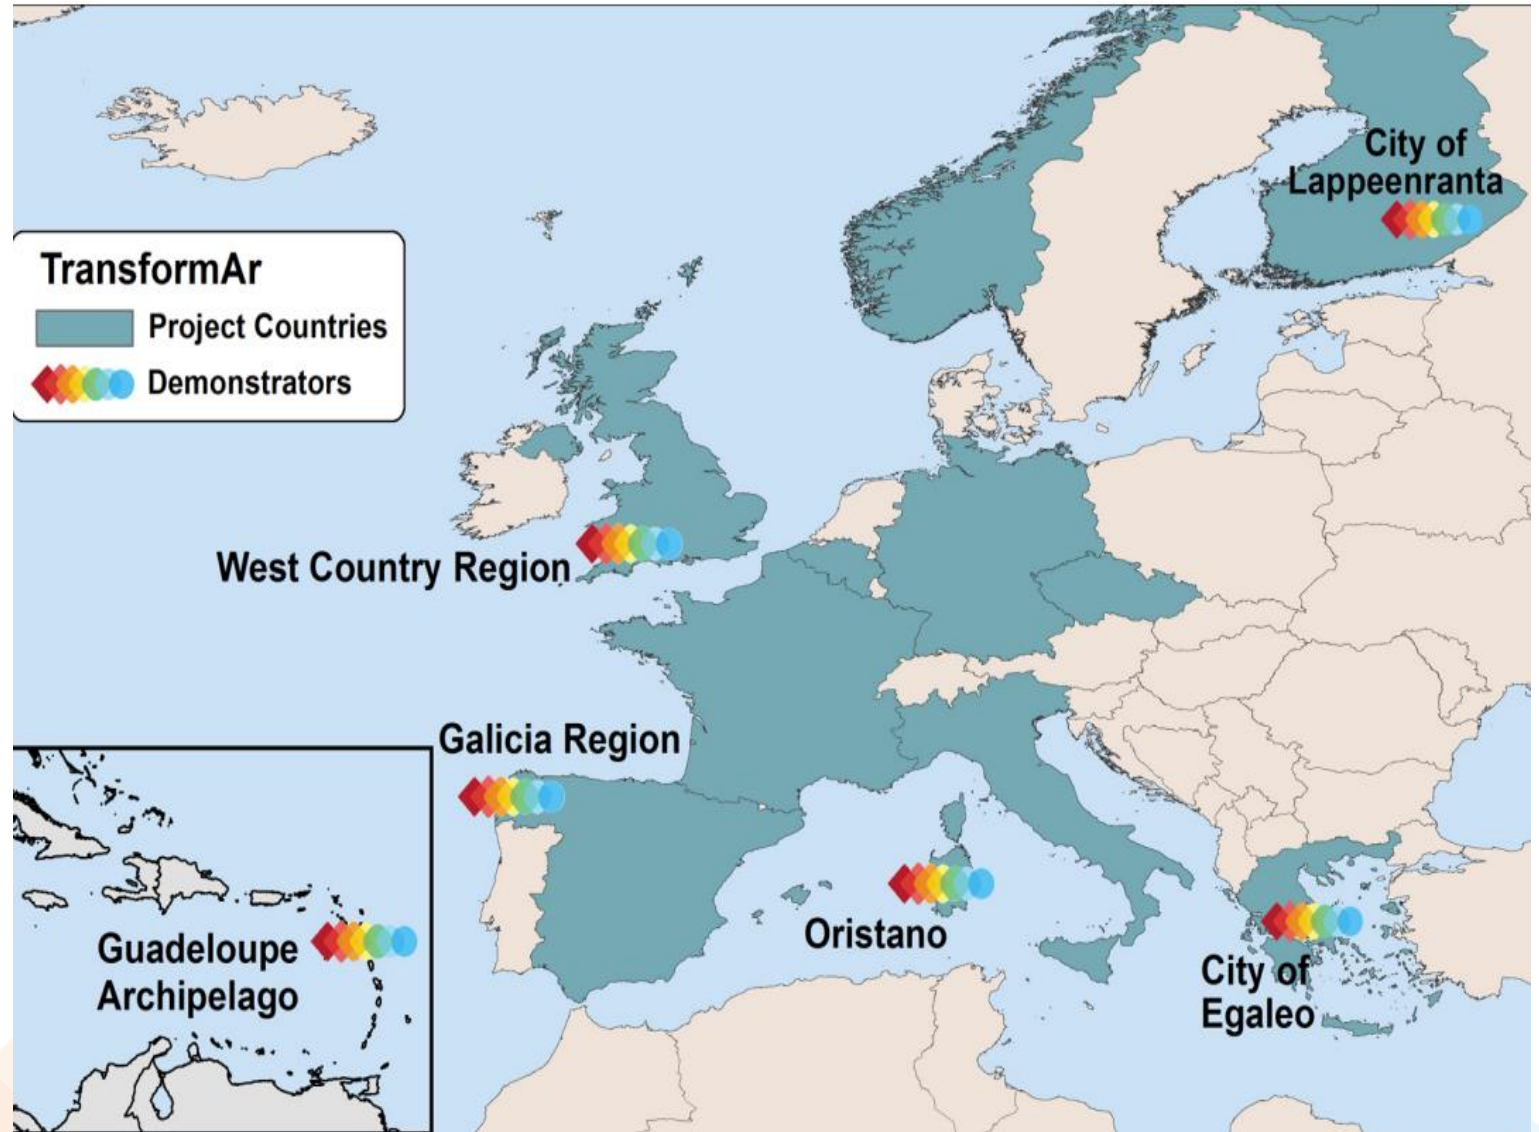 City of
Lappeenranta
TransformAr
Project Countries
Demonstrators
West Country Region
Galicia Region
Guadeloupe
Archipelago
Oristano
City of
Egaleo